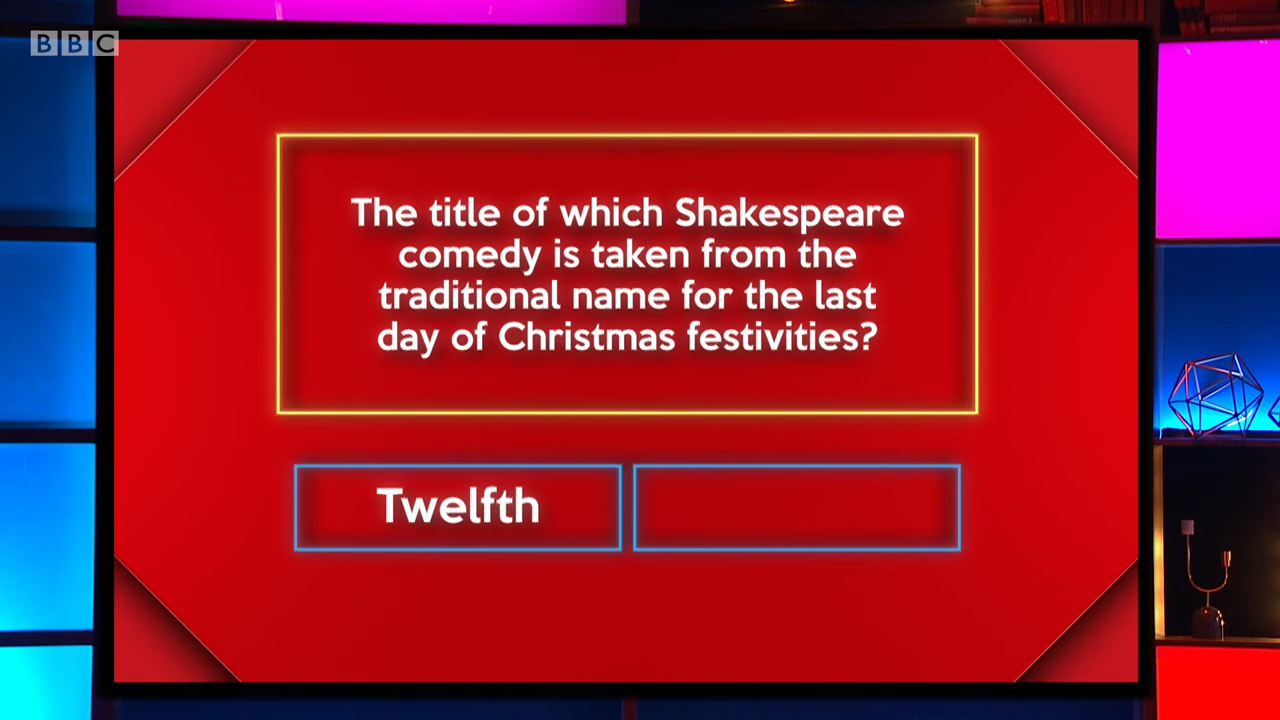 BBC
The title of which Shakespeare
comedy is taken from the
traditional name for the last
day of Christmas festivities?
Twelfth